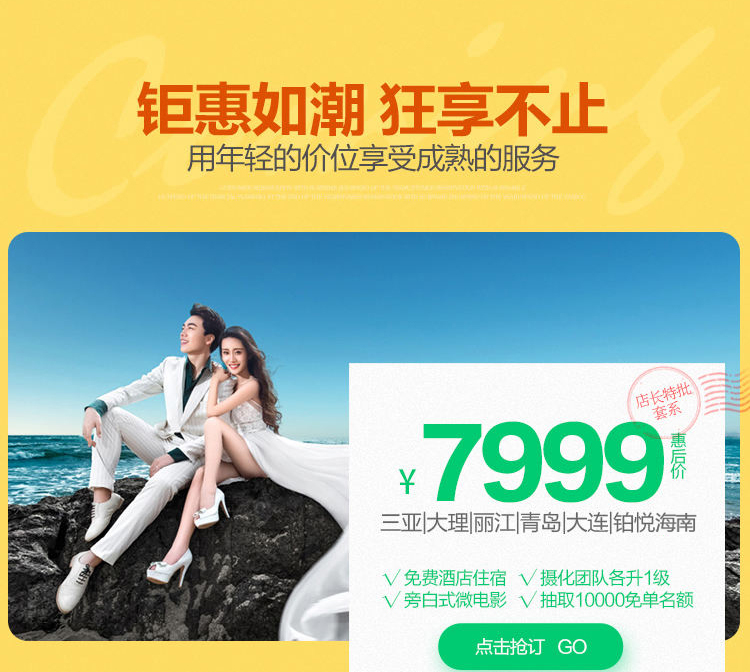 钜惠如潮 狂享不止
用年轻的价位享受成熟的服务
店长特批
套系
¥7999惠后价
三亚|大理|丽江|青岛|大连|铂悦海南
√ 免费酒店住宿 √ 摄化团队各升1级
√ 旁白式微电影 √ 抽取10000免单名额
点击抢订 GO